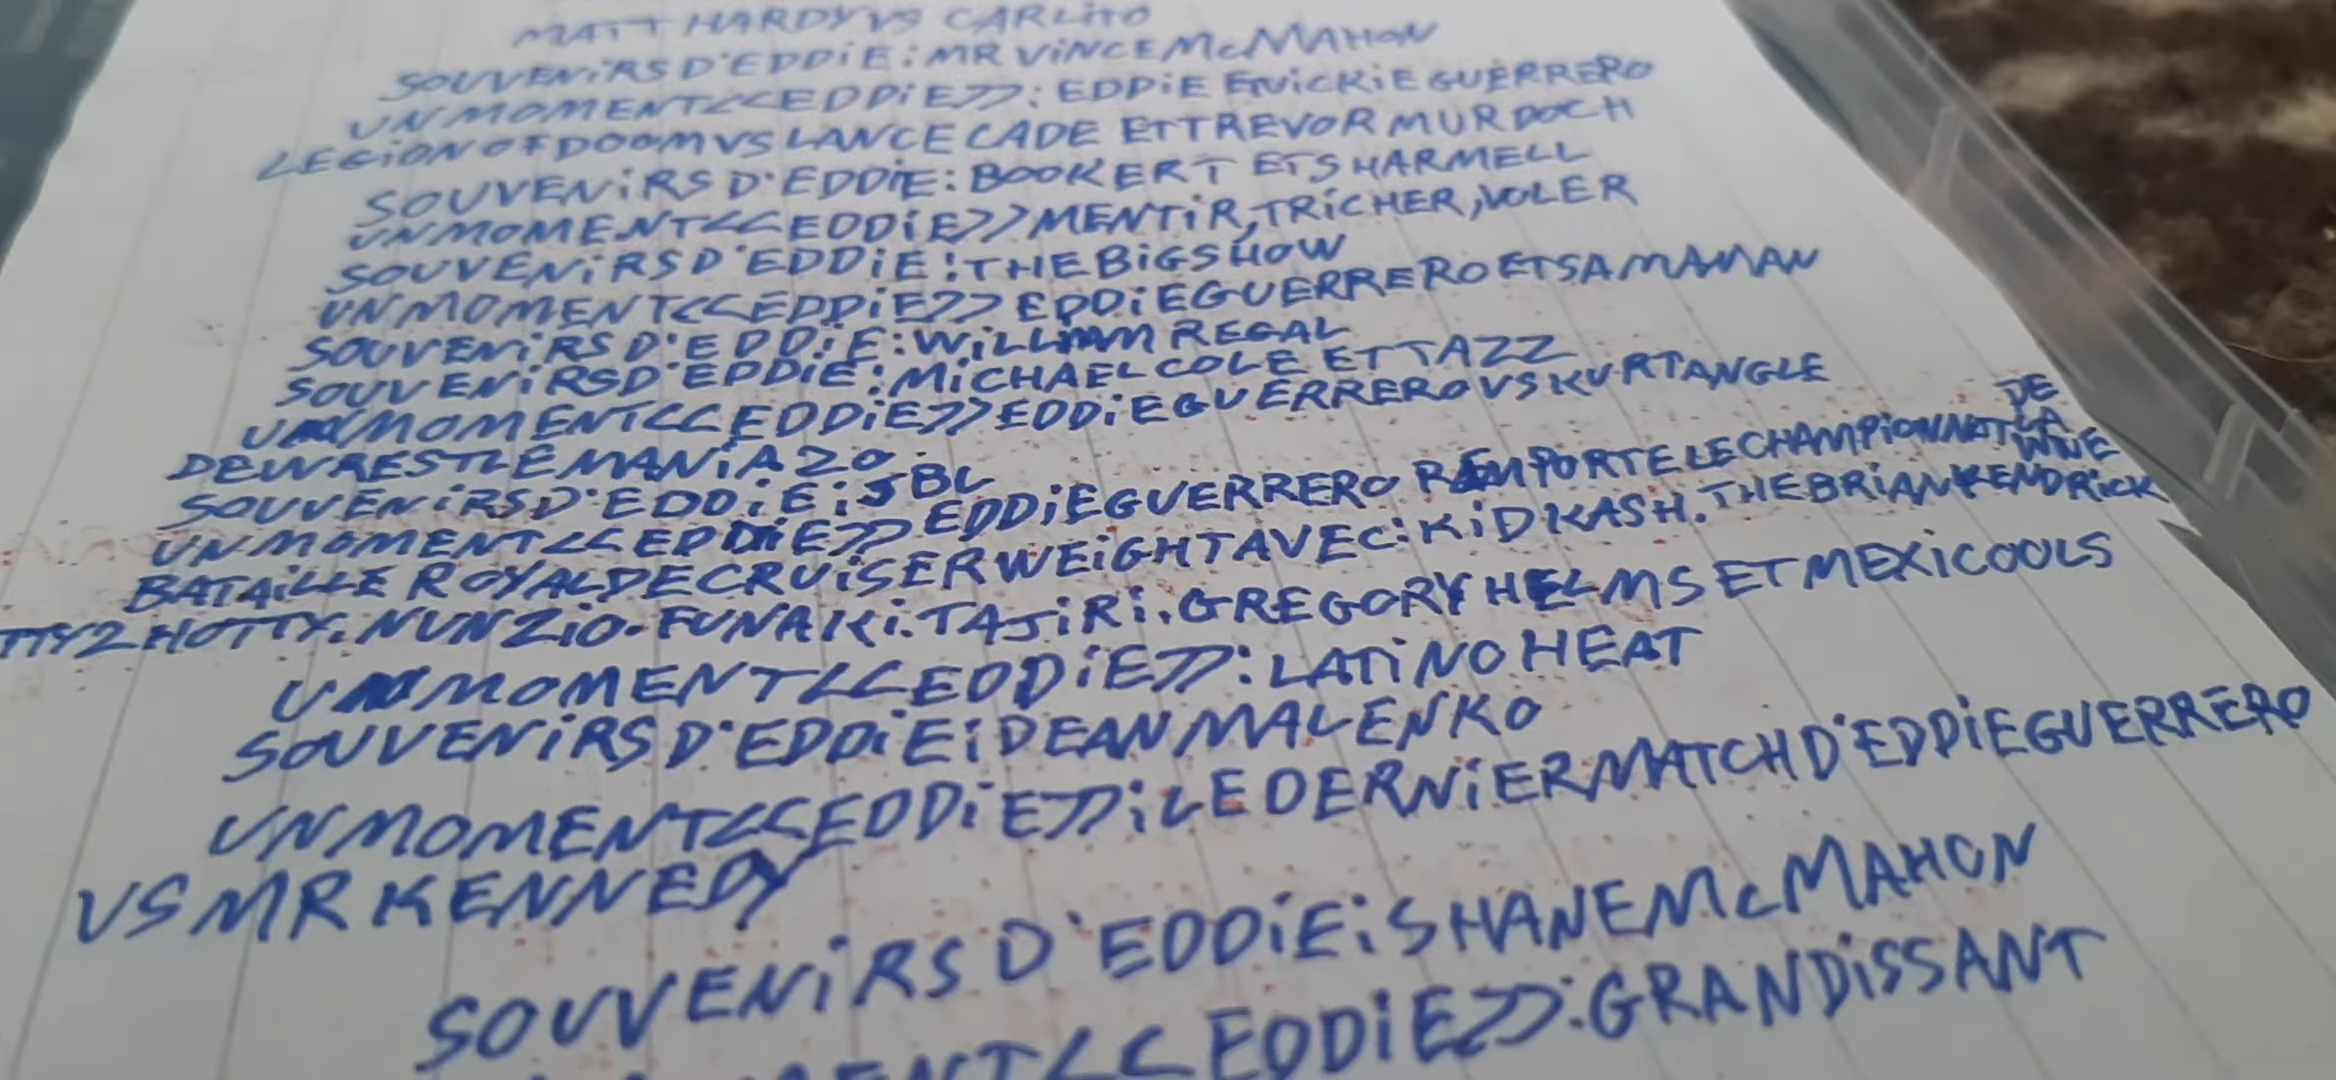 MATT HARDY VS CARLITO
SOUVENiRS D'EDDiE: MR ViNCE McMAHON
UN MOMENT<<EDDiE>>: EDDiE ET ViCKiE GUERRERO
LEGiON OF DOOM VS LANCE CADE ET TREVOR MURDOCH
SOUVENiRS D'EDDiE: BOOKER T ET SHARMELL
UN MOMENT<<EDDiE>> MENTiR, TRiCHER, VOLER
SOUVENiRS D'EDDiE: THE BiG SHOW
UN MOMENT<<EDDiE>> EDDiE GUERRERO ET SA MAMAN
SOUVENiRS D'EDDiE: WiLLiAM REGAL
SOUVENiRS D'EDDiE: MiCHAEL COLE ET TAZZ
UN MOMENT<<EDDiE>> EDDiE GUERRERO VS KURT ANGLE
DE WRESTLEMANiA 20.
SOUVENiRS D'EDDiE: JBL
UN MOMENT<<EDDiE>> EDDiE GUERRERO REMPORTE LE CHAMPiONNAT DE LA WWE
BATAiLLE ROYAL DE CRUiSERWEiGHT AVEC: KiD KASH. THE BRiAN KENDRiCK
TTY 2 HOTTY. NUNZiO. FUNAKi. TAJiRi. GREGORY HELMS ET MEXiCOOLS
UN MOMENT<<EDDiE>>: LATiNO HEAT
SOUVENiRS D'EDDiE: DEAN MALENKO
UN MOMENT<<EDDiE>>: LE DERNiER MATCH D'EDDiE GUERRERO
VS MR KENNEDY
SOUVENiRS D'EDDiE: SHANE McMAHON
MOMENT<<EDDiE>>: GRANDiSSANT